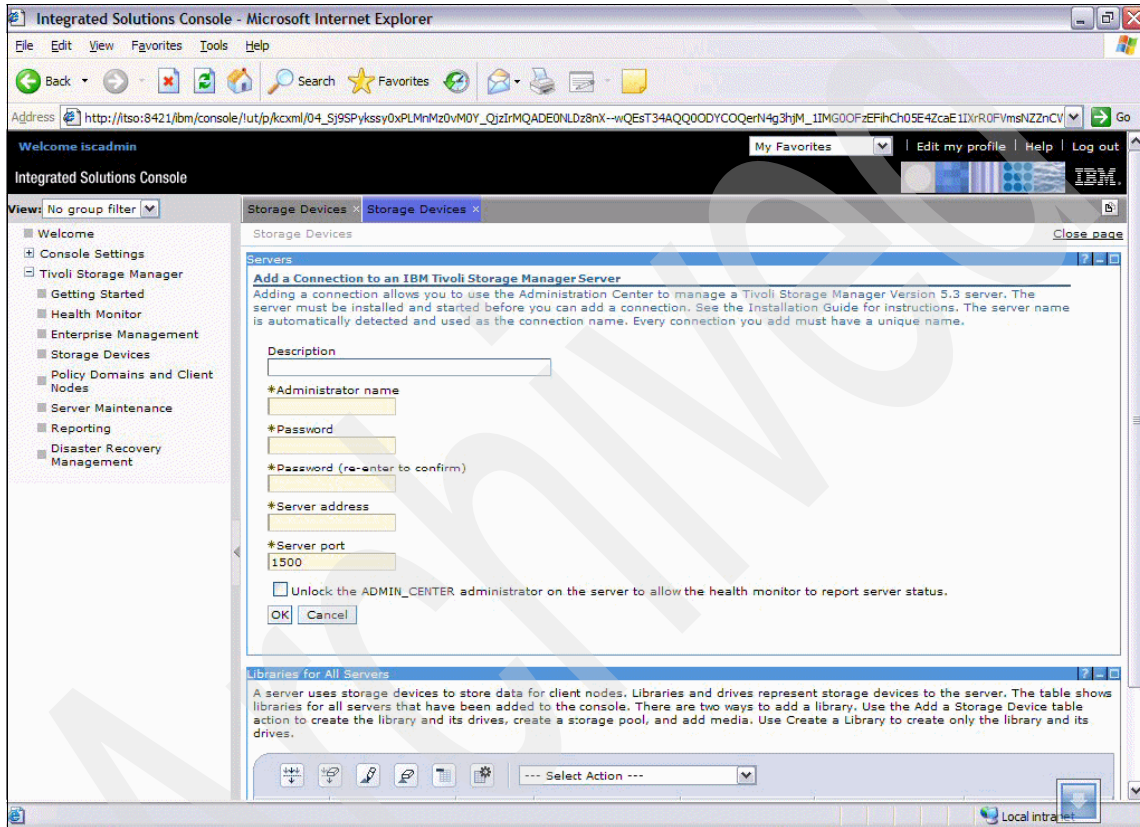 Integrated Solutions Console - Microsoft Internet Explorer
File Edit View Favorites Tools Help
Back Search Favorites
Address http://itso:8421/ibm/console/ Go
Welcome iscadmin
My Favorites Edit my profile Help Log out
Integrated Solutions Console
IBM.
View: No group filter
Storage Devices × Storage Devices ×
Welcome
Console Settings
Tivoli Storage Manager
Getting Started
Health Monitor
Enterprise Management
Storage Devices
Policy Domains and Client
Nodes
Server Maintenance
Reporting
Disaster Recovery
Management
Storage Devices Close page
Servers
Add a Connection to an IBM Tivoli Storage Manager Server
Adding a connection allows you to use the Administration Center to manage a Tivoli Storage Manager Version 5.3 server. The
server must be installed and started before you can add a connection. See the Installation Guide for instructions. The server name
is automatically detected and used as the connection name. Every connection you add must have a unique name.
Description
*Administrator name
*Password
*Password (re-enter to confirm)
*Server address
*Server port
1500
Unlock the ADMIN_CENTER administrator on the server to allow the health monitor to report server status.
OK Cancel
Libraries for All Servers
A server uses storage devices to store data for client nodes. Libraries and drives represent storage devices to the server. The table shows
libraries for all servers that have been added to the console. There are two ways to add a library. Use the Add a Storage Device table
action to create the library and its drives, create a storage pool, and add media. Use Create a Library to create only the library and its
drives.
--- Select Action ---
Local intranet
Archived